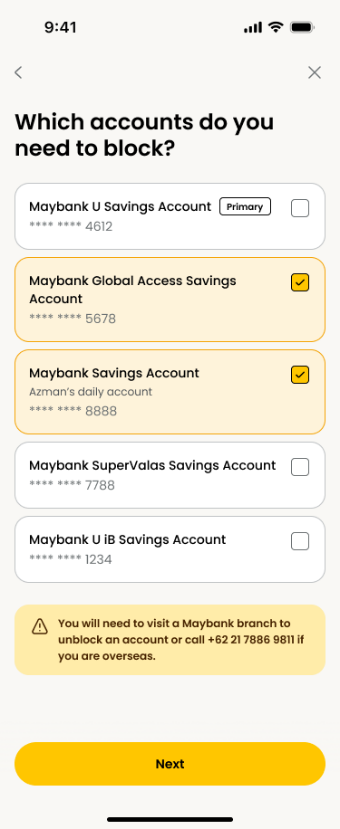 9:41
Which accounts do you
need to block?
Maybank U Savings Account Primary
**** **** 4612
Maybank Global Access Savings
Account
**** **** 5678
Maybank Savings Account
Azman's daily account
**** **** 8888
Maybank SuperValas Savings Account
**** **** 7788
Maybank U iB Savings Account
**** **** 1234
You will need to visit a Maybank branch to
unblock an account or call +62 21 7886 9811 if
you are overseas.
Next